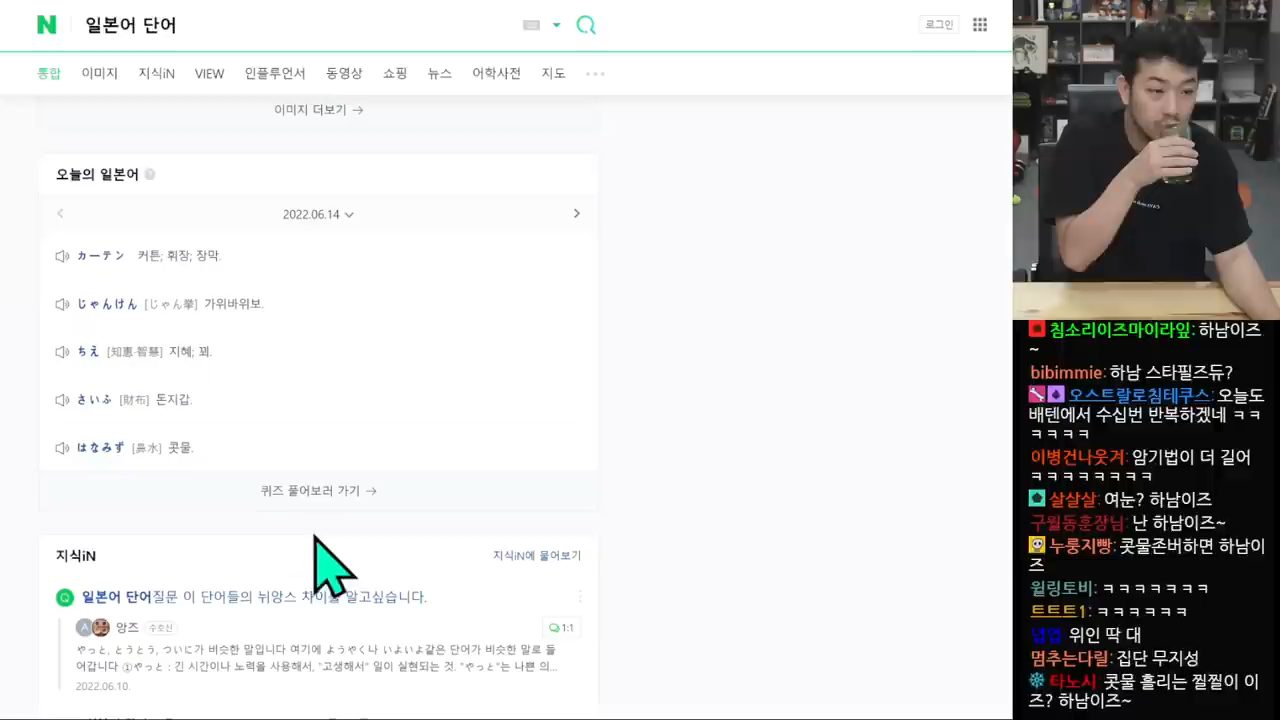 N 일본어 단어
로그인
통합 이미지 지식iN VIEW 인플루언서 동영상 쇼핑 뉴스 어학사전 지도
이미지 더보기 →
오늘의 일본어
2022.06.14
カーテン 커튼; 휘장; 장막.
じゃんけん [じゃん拳] 가위바위보.
ちえ [知恵·智慧] 지혜; 꾀.
さいふ [財布] 돈지갑.
はなみず [鼻水] 콧물.
퀴즈 풀어보러 가기 →
지식iN 지식iN에 물어보기
일본어 단어질문 이 단어들의 뉘앙스 차이를 알고싶습니다.
앙즈 수호신 1:1
やっと, とうとう, ついに가 비슷한 말입니다 여기에 ようやく나 いよいよ같은 단어가 비슷한 말로 들
어갑니다 ①やっと : 긴 시간이나 노력을 사용해서, "고생해서" 일이 실현되는 것. "やっと"는 나쁜 의...
2022.06.10.
침소리이즈마이라잎: 하남이즈
~
bibimmie: 하남 스타필즈듀?
오스트랄로침테쿠스: 오늘도
배텐에서 수십번 반복하겠네 ㅋㅋ
ㅋㅋㅋㅋ
이병건나웃겨: 암기법이 더 길어
ㅋㅋㅋㅋㅋㅋㅋㅋ
살살살: 여눈? 하남이즈
구월동훈장님: 난 하남이즈~
누룽지빵: 콧물존버하면 하남이
즈
윌링토비: ㅋㅋㅋㅋㅋㅋㅋ
트트트1: ㅋㅋㅋㅋㅋㅋ
냅업: 위인 딱 대
멈추는다릴: 집단 무지성
타노시: 콧물 흘리는 찔찔이 이
즈? 하남이즈~